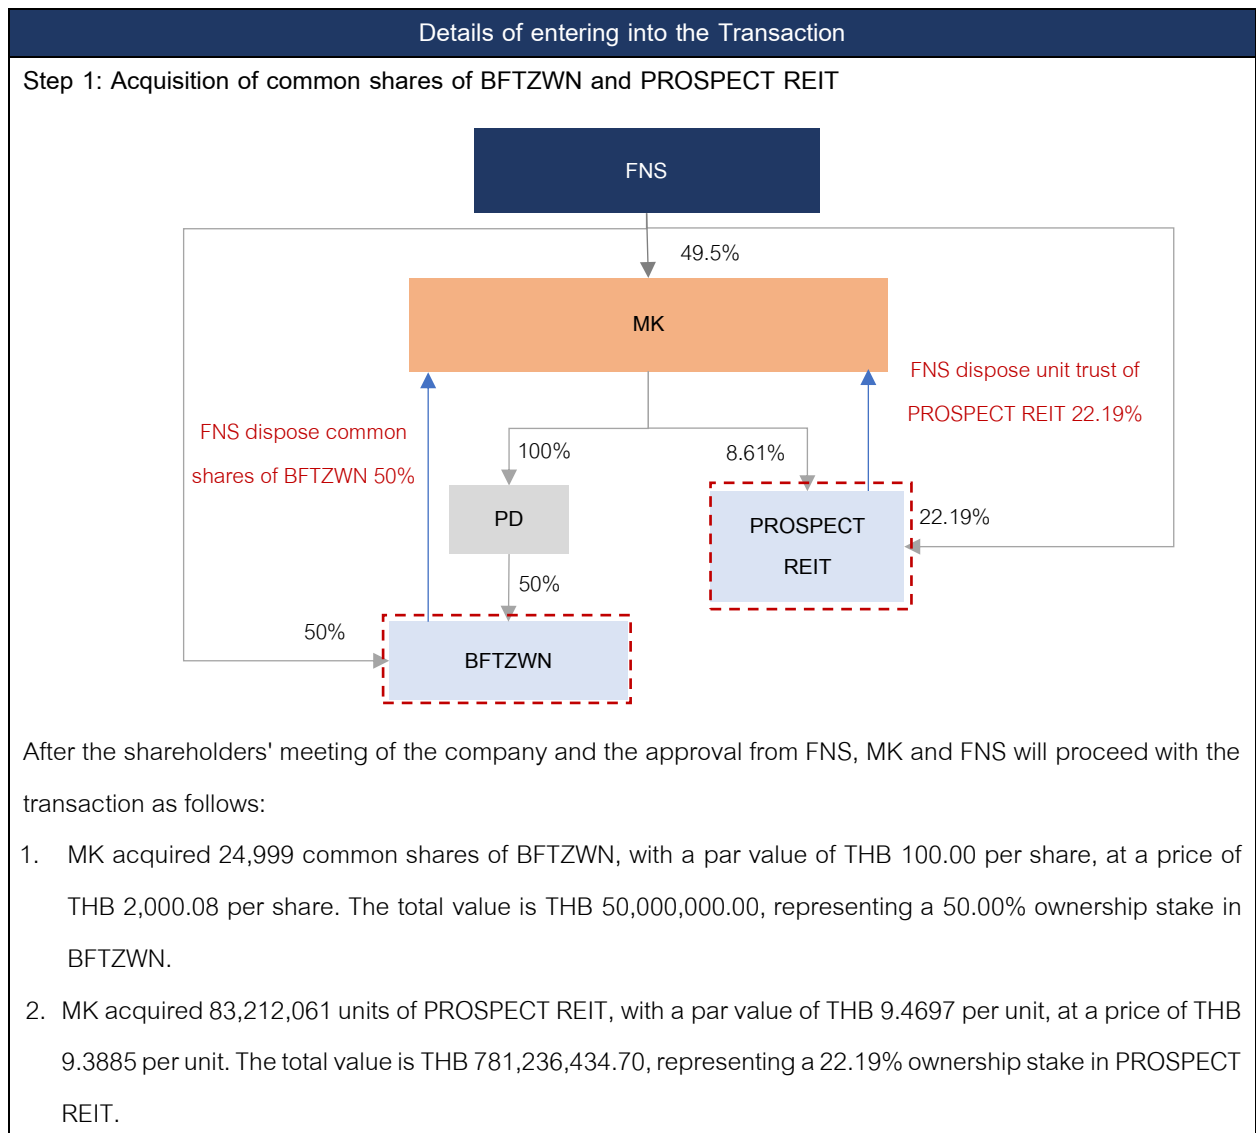 Details of entering into the Transaction
Step 1: Acquisition of common shares of BFTZWN and PROSPECT REIT
FNS
49.5%
MK
FNS dispose unit trust of
PROSPECT REIT 22.19%
FNS dispose common
shares of BFTZWN 50%
100%
8.61%
PD
PROSPECT
REIT
22.19%
50%
50%
BFTZWN
After the shareholders' meeting of the company and the approval from FNS, MK and FNS will proceed with the
transaction as follows:
1. MK acquired 24,999 common shares of BFTZWN, with a par value of THB 100.00 per share, at a price of
THB 2,000.08 per share. The total value is THB 50,000,000.00, representing a 50.00% ownership stake in
BFTZWN.
2. MK acquired 83,212,061 units of PROSPECT REIT, with a par value of THB 9.4697 per unit, at a price of THB
9.3885 per unit. The total value is THB 781,236,434.70, representing a 22.19% ownership stake in PROSPECT
REIT.